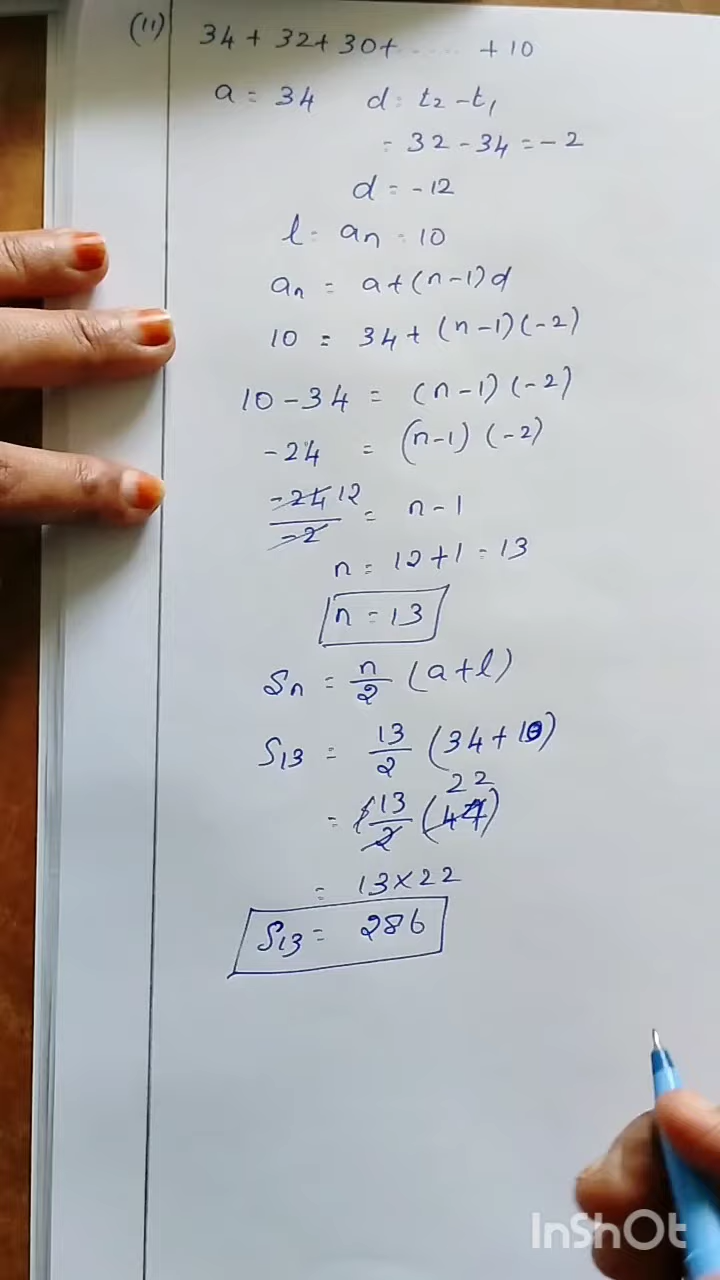 (11) 34 + 32 + 30 + ..... + 10
a = 34 d = t₂ - t₁
= 32 - 34 = -2
d = -12
l = aₙ = 10
aₙ = a + (n-1) d
10 = 34 + (n-1) (-2)
10 - 34 = (n-1) (-2)
-24 = (n-1) (-2)
-24/-2 12 = n - 1
n = 12 + 1 = 13
n = 13
Sₙ = n/2 (a + l)
S₁₃ = 13/2 (34 + 10)
= 13/2 (44) 22
= 13 × 22
S₁₃ = 286
InShOt